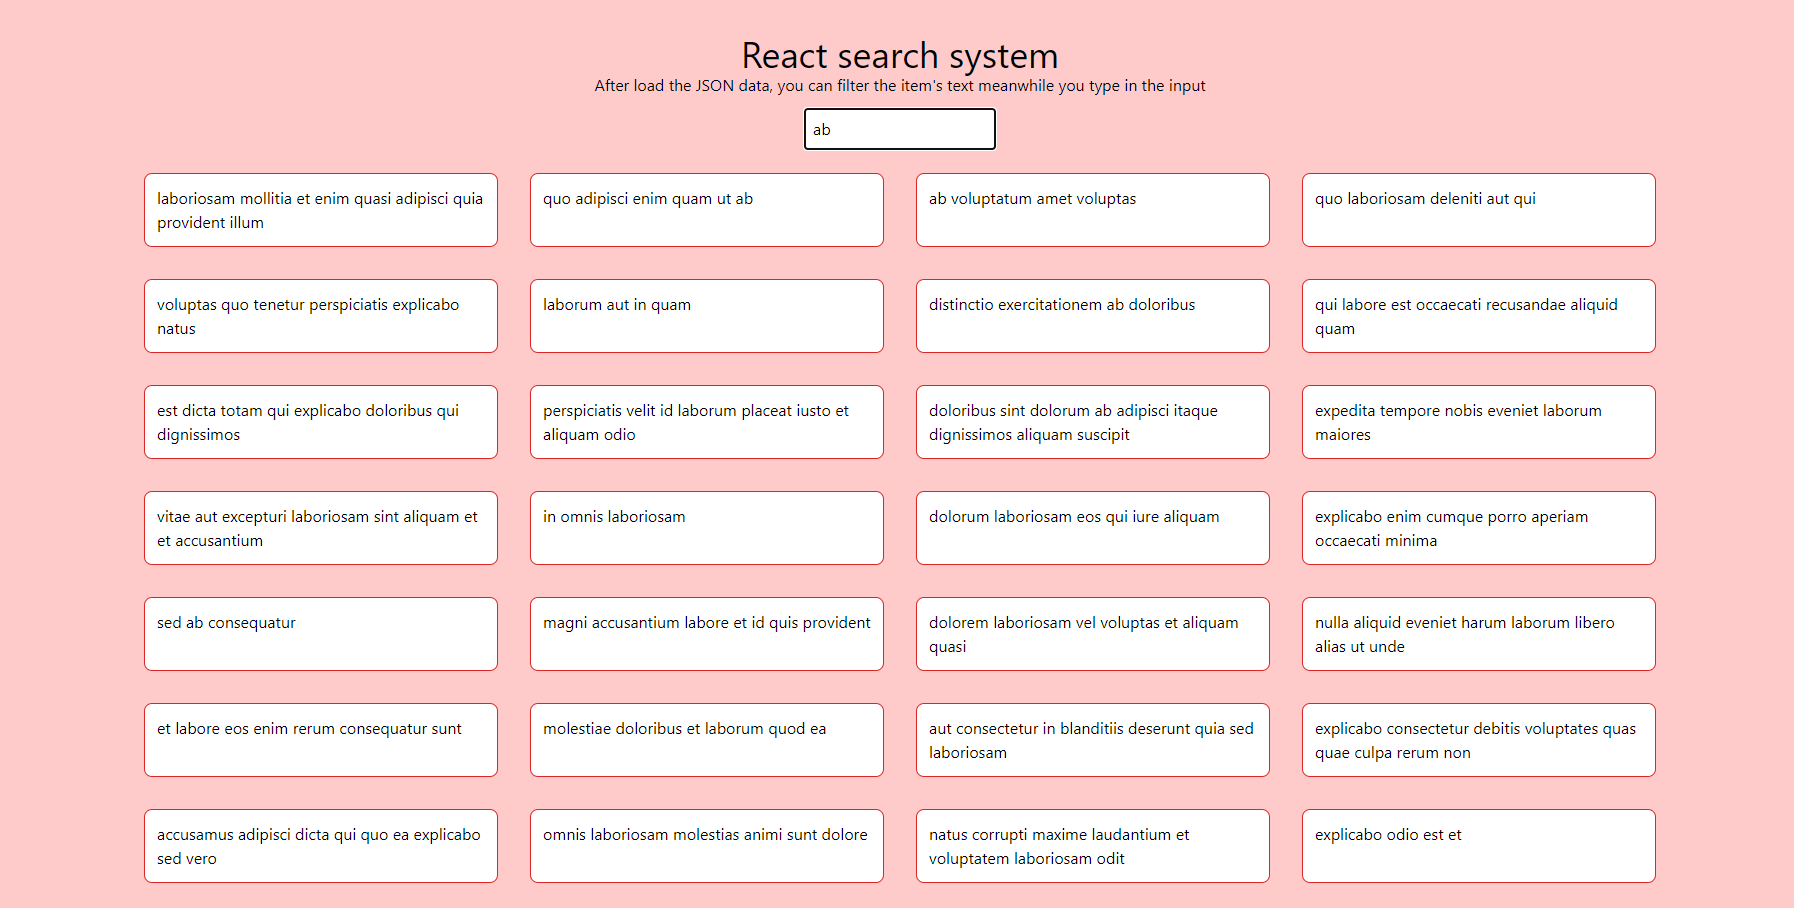 React search system
After load the JSON data, you can filter the item's text meanwhile you type in the input
ab
laboriosam mollitia et enim quasi adipisci quia
provident illum
quo adipisci enim quam ut ab
ab voluptatum amet voluptas
quo laboriosam deleniti aut qui
voluptas quo tenetur perspiciatis explicabo
natus
laborum aut in quam
distinctio exercitationem ab doloribus
qui labore est occaecati recusandae aliquid
quam
est dicta totam qui explicabo doloribus qui
dignissimos
perspiciatis velit id laborum placeat iusto et
aliquam odio
doloribus sint dolorum ab adipisci itaque
dignissimos aliquam suscipit
expedita tempore nobis eveniet laborum
maiores
vitae aut excepturi laboriosam sint aliquam et
et accusantium
in omnis laboriosam
dolorum laboriosam eos qui iure aliquam
explicabo enim cumque porro aperiam
occaecati minima
sed ab consequatur
magni accusantium labore et id quis provident
dolorem laboriosam vel voluptas et aliquam
quasi
nulla aliquid eveniet harum laborum libero
alias ut unde
et labore eos enim rerum consequatur sunt
molestiae doloribus et laborum quod ea
aut consectetur in blanditiis deserunt quia sed
laboriosam
explicabo consectetur debitis voluptates quas
quae culpa rerum non
accusamus adipisci dicta qui quo ea explicabo
sed vero
omnis laboriosam molestias animi sunt dolore
natus corrupti maxime laudantium et
voluptatem laboriosam odit
explicabo odio est et